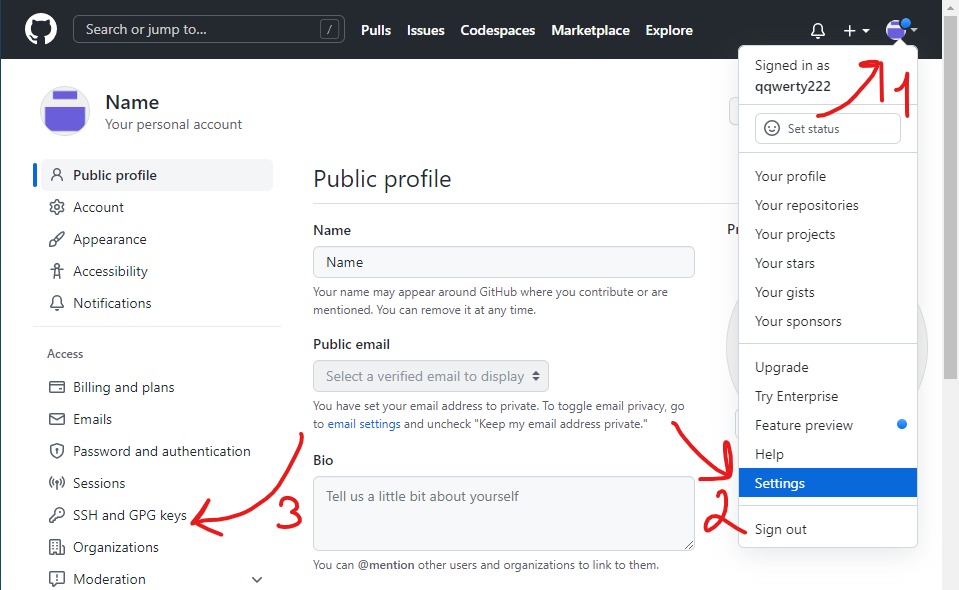 Search or jump to... /
Pulls Issues Codespaces Marketplace Explore
Signed in as
qqwerty222
1
Set status
Your profile
Your repositories
Your projects
Your stars
Your gists
Your sponsors
Upgrade
Try Enterprise
Feature preview
Help
Settings
2
Sign out
Name
Your personal account
Public profile
Account
Appearance
Accessibility
Notifications
Access
Billing and plans
Emails
Password and authentication
Sessions
SSH and GPG keys
3
Organizations
Moderation
Public profile
Name
Name
Your name may appear around GitHub where you contribute or are
mentioned. You can remove it at any time.
Public email
Select a verified email to display
You have set your email address to private. To toggle email privacy, go
to email settings and uncheck "Keep my email address private."
Bio
Tell us a little bit about yourself
You can @mention other users and organizations to link to them.